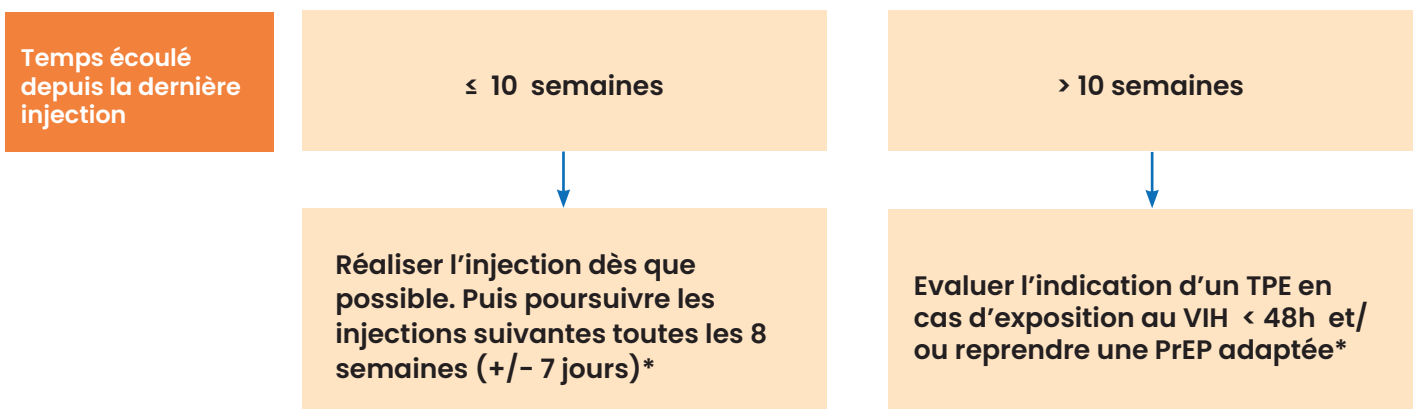 Temps écoulé
depuis la dernière
injection
≤ 10 semaines
> 10 semaines
Réaliser l’injection dès que
possible. Puis poursuivre les
injections suivantes toutes les 8
semaines (+/- 7 jours)*
Evaluer l’indication d’un TPE en
cas d’exposition au VIH < 48h et/
ou reprendre une PrEP adaptée*